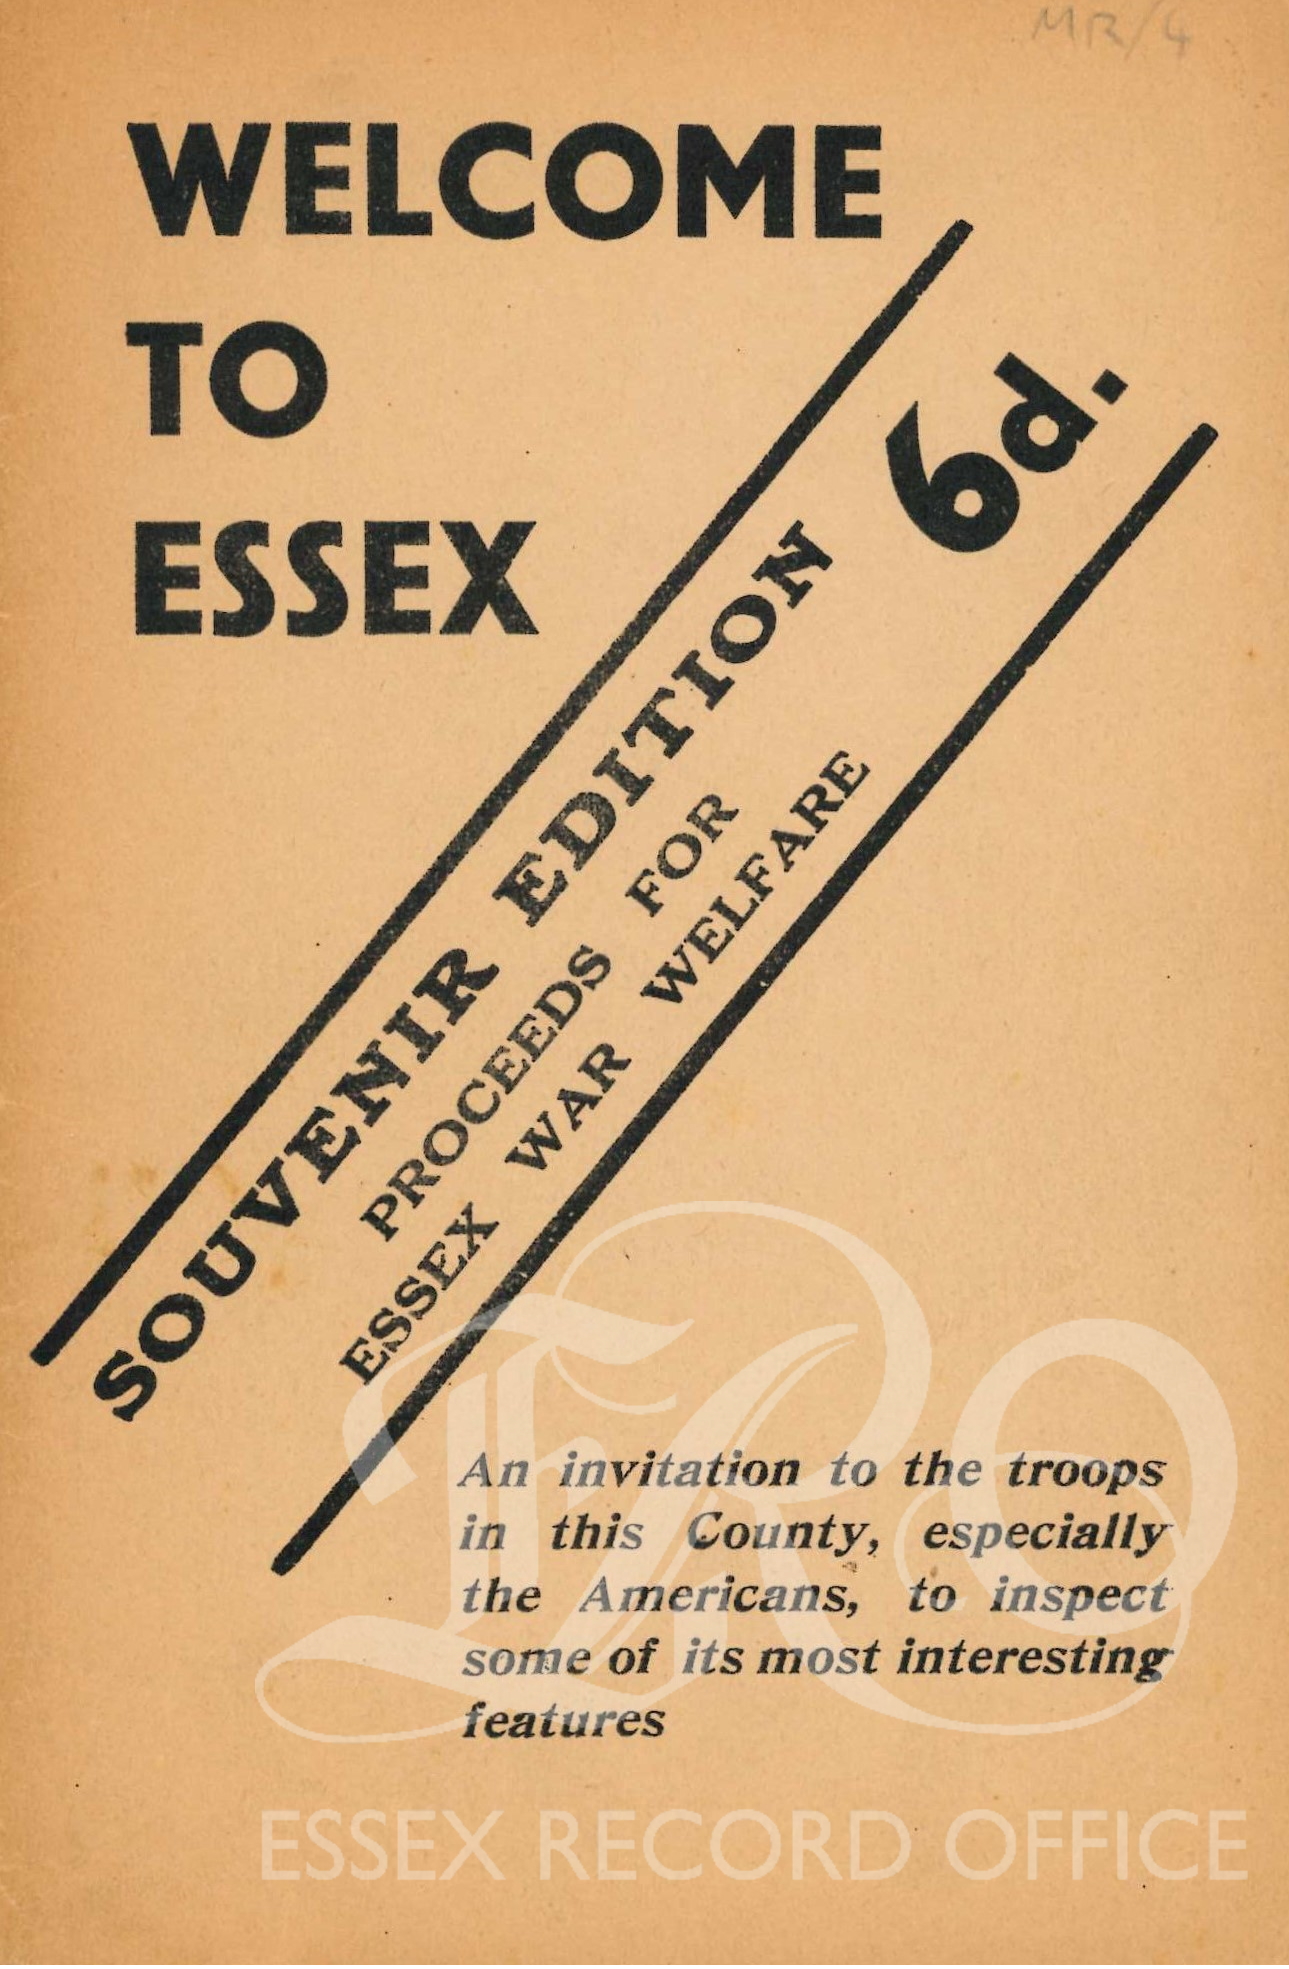 MR/4
WELCOME
TO
ESSEX
6d.
SOUVENIR EDITION
PROCEEDS FOR
ESSEX WAR WELFARE
An invitation to the troops
in this County, especially
the Americans, to inspect
some of its most interesting
features
ERO
ESSEX RECORD OFFICE